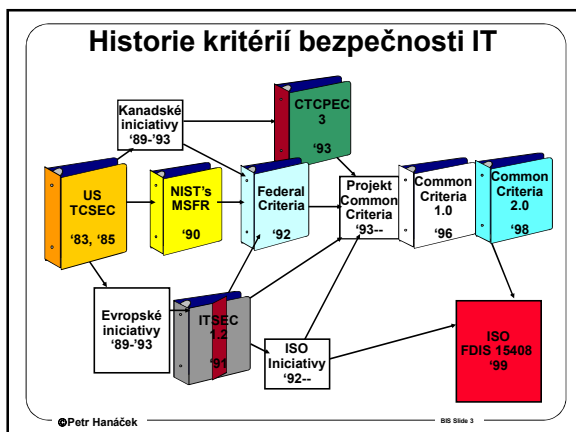 Historie kritérií bezpečnosti IT
Kanadské
iniciativy
‘89-’93
CTCPEC
3
‘93
US
TCSEC
‘83, ‘85
NIST’s
MSFR
‘90
Federal
Criteria
‘92
Projekt
Common
Criteria
‘93--
Common
Criteria
1.0
‘96
Common
Criteria
2.0
‘98
Evropské
iniciativy
‘89-’93
ITSEC
1.2
‘91
ISO
Iniciativy
‘92--
ISO
FDIS 15408
‘99
©Petr Hanáček
BIS Slide 3